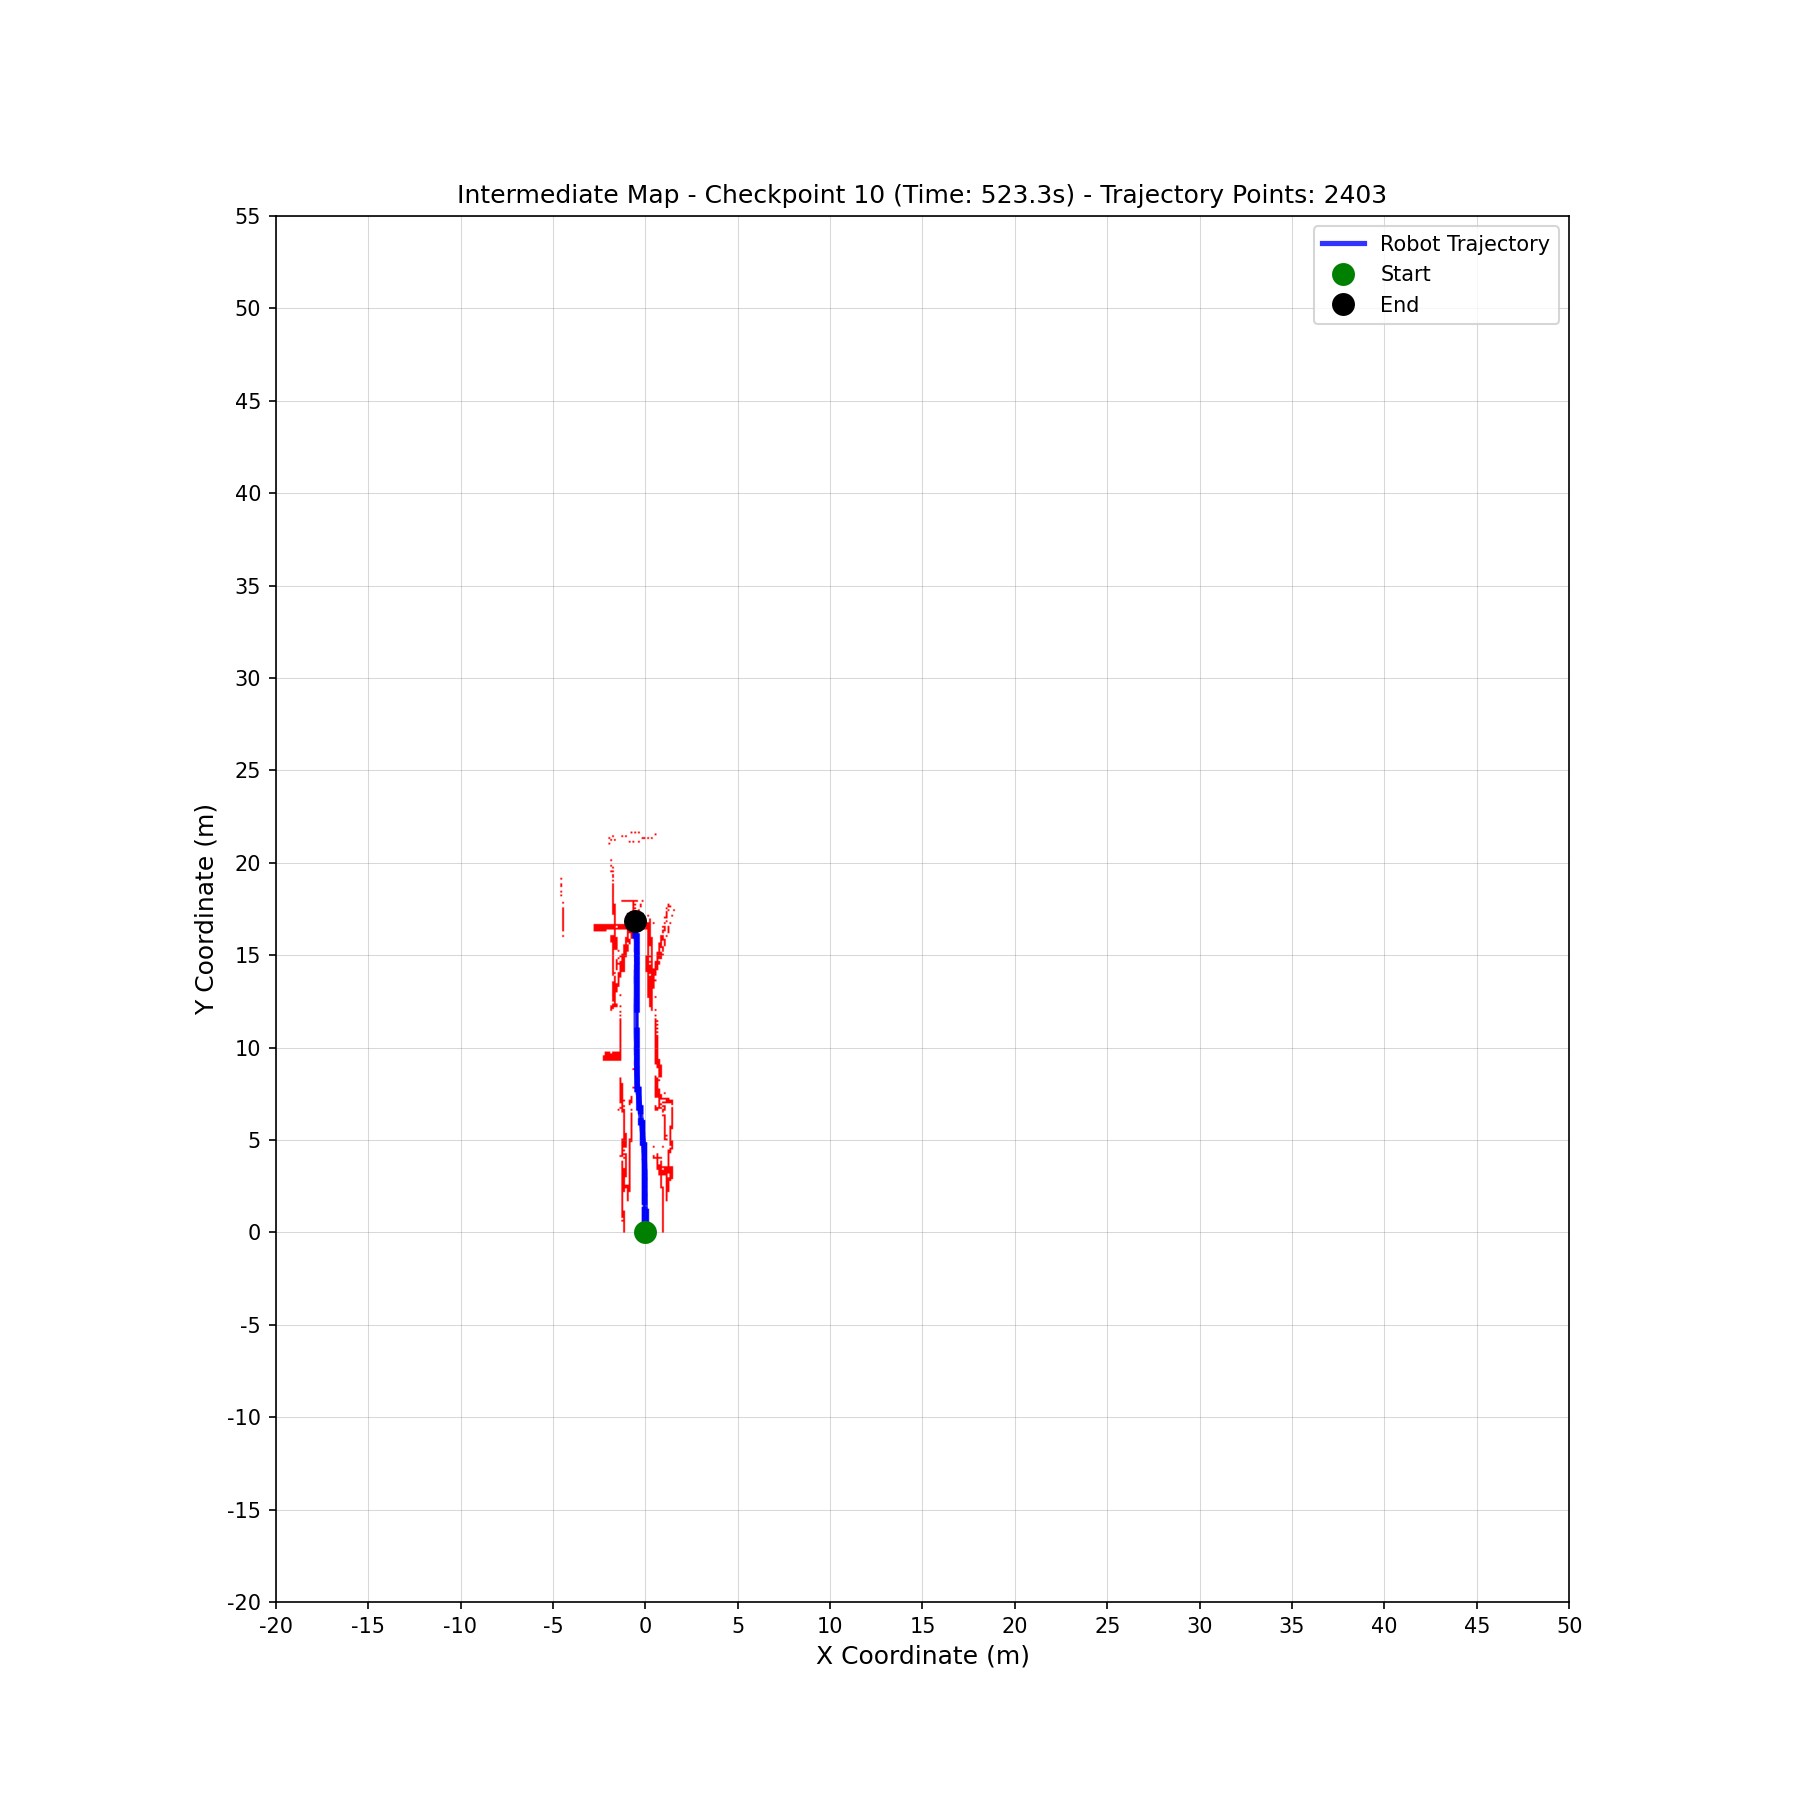 Intermediate Map - Checkpoint 10 (Time: 523.3s) - Trajectory Points: 2403
Robot Trajectory
Start
End
Y Coordinate (m)
55
50
45
40
35
30
25
20
15
10
5
0
-5
-10
-15
-20
-20 -15 -10 -5 0 5 10 15 20 25 30 35 40 45 50
X Coordinate (m)